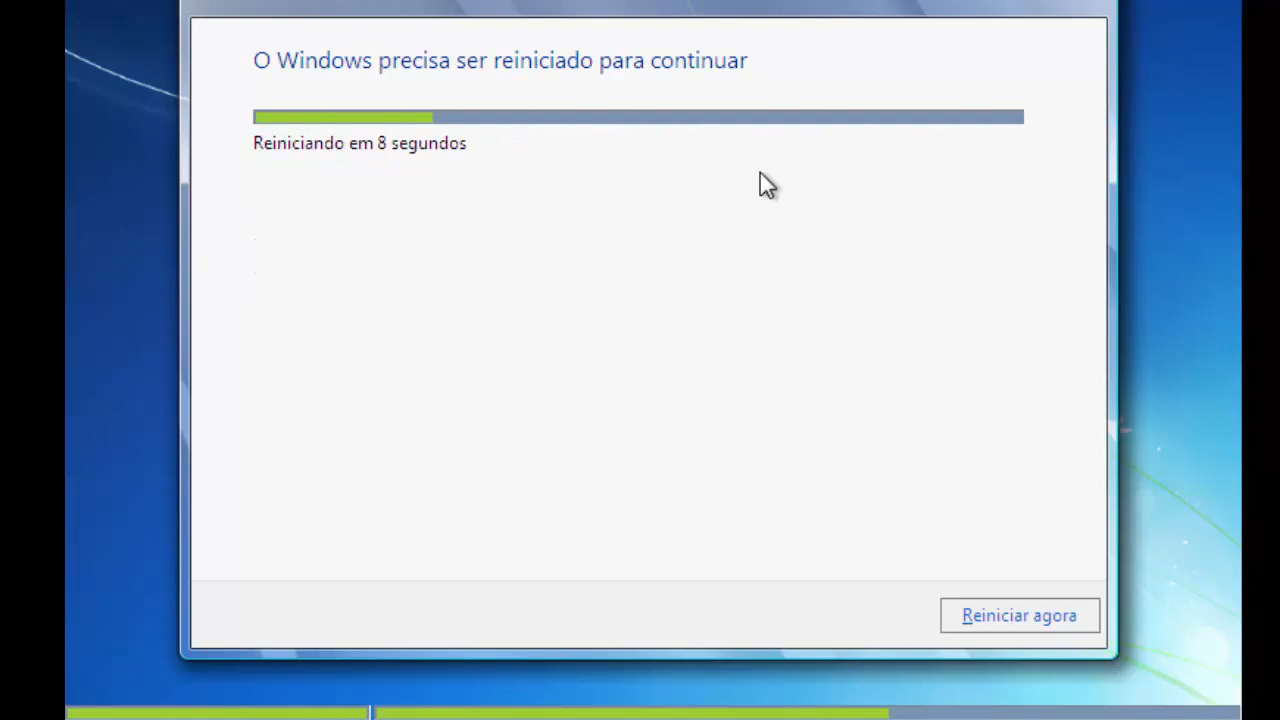 O Windows precisa ser reiniciado para continuar
Reiniciando em 8 segundos
Reiniciar agora